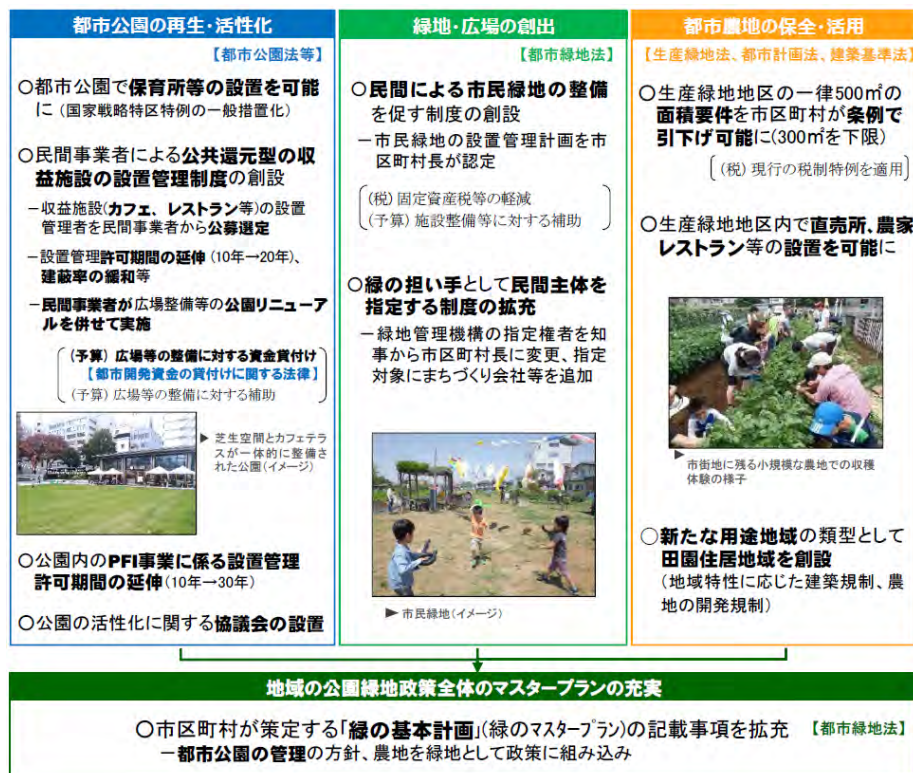 都市公園の再生・活性化
【都市公園法等】
○都市公園で保育所等の設置を可能
に(国家戦略特区特例の一般措置化)
○民間事業者による公共還元型の収
益施設の設置管理制度の創設
－収益施設(カフェ、レストラン等)の設置
管理者を民間事業者から公募選定
－設置管理許可期間の延伸(10年→20年)、
建蔽率の緩和等
－民間事業者が広場整備等の公園リニューア
ルを併せて実施
(予算) 広場等の整備に対する資金貸付け
【都市開発資金の貸付けに関する法律】
(予算) 広場等の整備に対する補助
▶ 芝生空間とカフェテラ
スが一体的に整備さ
れた公園(イメージ)
○公園内のPFI事業に係る設置管理
許可期間の延伸(10年→30年)
○公園の活性化に関する協議会の設置
緑地・広場の創出
【都市緑地法】
○民間による市民緑地の整備
を促す制度の創設
－市民緑地の設置管理計画を市
区町村長が認定
(税) 固定資産税等の軽減
(予算) 施設整備等に対する補助
○緑の担い手として民間主体を
指定する制度の拡充
－緑地管理機構の指定権者を知
事から市区町村長に変更、指定
対象にまちづくり会社等を追加
▶ 市民緑地(イメージ)
都市農地の保全・活用
【生産緑地法、都市計画法、建築基準法】
○生産緑地地区の一律500㎡の
面積要件を市区町村が条例で
引下げ可能に(300㎡を下限)
(税) 現行の税制特例を適用
○生産緑地地区内で直売所、農家
レストラン等の設置を可能に
▶ 市街地に残る小規模な農地での収穫
体験の様子
○新たな用途地域の類型として
田園住居地域を創設
(地域特性に応じた建築規制、農
地の開発規制)
地域の公園緑地政策全体のマスタープランの充実
○市区町村が策定する「緑の基本計画」(緑のマスタープラン)の記載事項を拡充 【都市緑地法】
－都市公園の管理の方針、農地を緑地として政策に組み込み